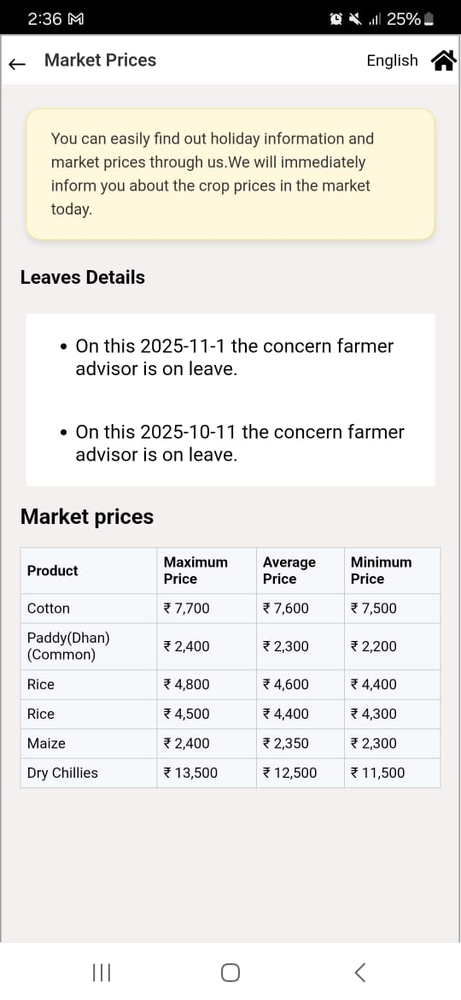 2:36 M 25%
Market Prices English
You can easily find out holiday information and
market prices through us.We will immediately
inform you about the crop prices in the market
today.
Leaves Details
• On this 2025-11-1 the concern farmer
advisor is on leave.
• On this 2025-10-11 the concern farmer
advisor is on leave.
Market prices
Product Maximum Price Average Price Minimum Price
Cotton ₹ 7,700 ₹ 7,600 ₹ 7,500
Paddy(Dhan) (Common) ₹ 2,400 ₹ 2,300 ₹ 2,200
Rice ₹ 4,800 ₹ 4,600 ₹ 4,400
Rice ₹ 4,500 ₹ 4,400 ₹ 4,300
Maize ₹ 2,400 ₹ 2,350 ₹ 2,300
Dry Chillies ₹ 13,500 ₹ 12,500 ₹ 11,500